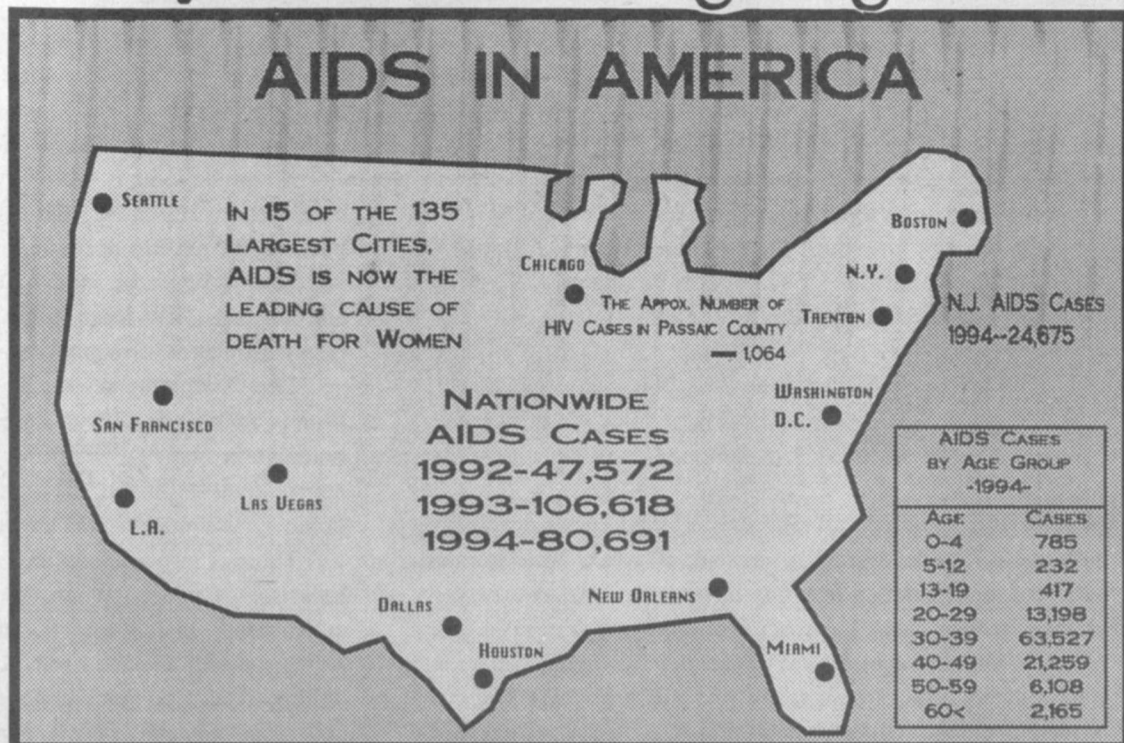 AIDS IN AMERICA
SEATTLE
IN 15 OF THE 135
LARGEST CITIES,
AIDS IS NOW THE
LEADING CAUSE OF
DEATH FOR WOMEN
CHICAGO
THE APPOX. NUMBER OF
HIV CASES IN PASSAIC COUNTY
— 1,064
BOSTON
N.Y.
TRENTON
N.J. AIDS CASES
1994--24,675
WASHINGTON
D.C.
SAN FRANCISCO
LAS VEGAS
L.A.
NATIONWIDE
AIDS CASES
1992-47,572
1993-106,618
1994-80,691
DALLAS
HOUSTON
NEW ORLEANS
MIAMI
AIDS CASES
BY AGE GROUP
-1994-
AGE CASES
0-4 785
5-12 232
13-19 417
20-29 13,198
30-39 63,527
40-49 21,259
50-59 6,108
60< 2,165